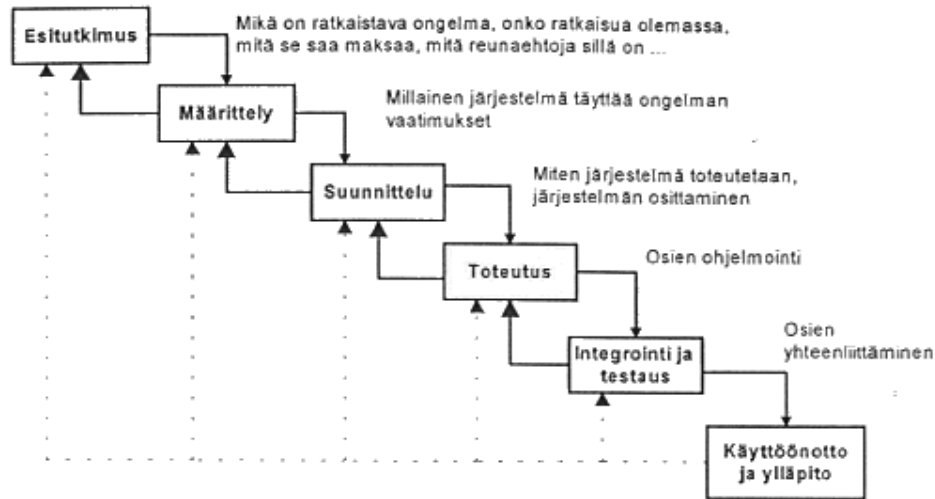 Esitutkimus
Mikä on ratkaistava ongelma, onko ratkaisua olemassa,
mitä se saa maksaa, mitä reunaehtoja sillä on ...
Määrittely
Millainen järjestelmä täyttää ongelman
vaatimukset
Suunnittelu
Miten järjestelmä toteutetaan,
järjestelmän osittaminen
Toteutus
Osien ohjelmointi
Integrointi ja
testaus
Osien
yhteenliittäminen
Käyttöönotto
ja ylläpito